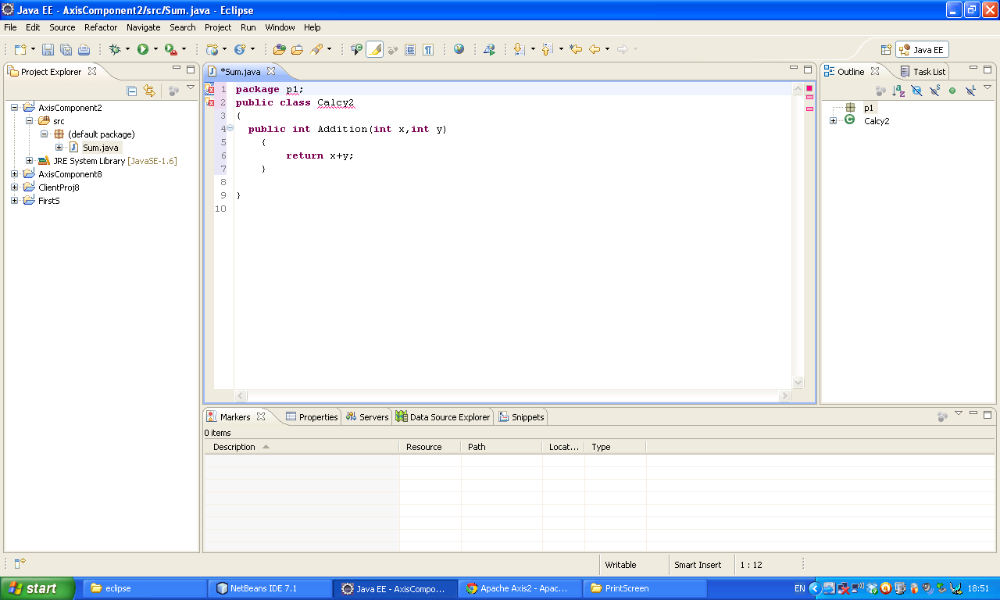 Java EE - AxisComponent2/src/Sum.java - Eclipse
File Edit Source Refactor Navigate Search Project Run Window Help
Java EE
Project Explorer
*Sum.java
Outline
Task List
AxisComponent2
src
(default package)
Sum.java
JRE System Library [JavaSE-1.6]
AxisComponent8
ClientProj8
FirstS
1 package p1;
2 public class Calcy2
3 {
4 public int Addition(int x,int y)
5 {
6 return x+y;
7 }
8
9 }
10
p1
Calcy2
Markers
Properties
Servers
Data Source Explorer
Snippets
0 items
Description Resource Path Locat... Type
Writable Smart Insert 1 : 12
start
eclipse
NetBeans IDE 7.1
Java EE - AxisCompo...
Apache Axis2 - Apac...
PrintScreen
EN
18:51